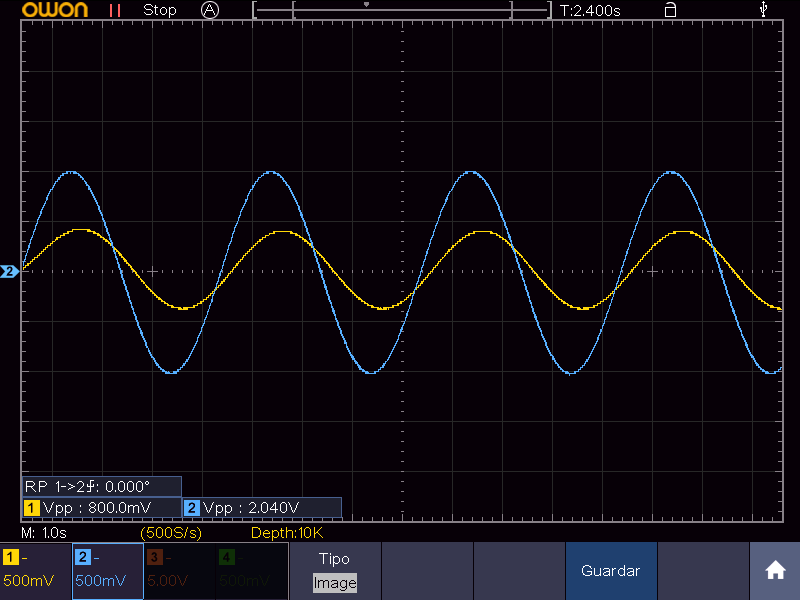 OWON Stop A T:2.400s
2
RP 1->2: 0.000°
1 Vpp : 800.0mV 2 Vpp : 2.040V
M: 1.0s (500S/s) Depth:10K
1 - 2 - 3 - 4 - Tipo
500mV 500mV 5.00V 500mV Image
Guardar